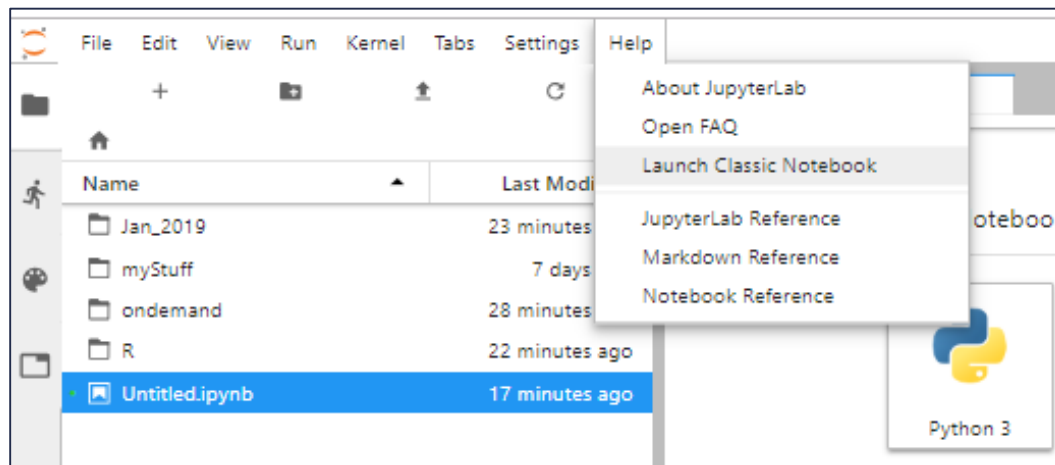 File Edit View Run Kernel Tabs Settings Help
About JupyterLab
Open FAQ
Launch Classic Notebook
JupyterLab Reference
Markdown Reference
Notebook Reference
Name Last Modi
Jan_2019 23 minutes
myStuff 7 days
ondemand 28 minutes
R 22 minutes ago
Untitled.ipynb 17 minutes ago
oteboo
Python 3